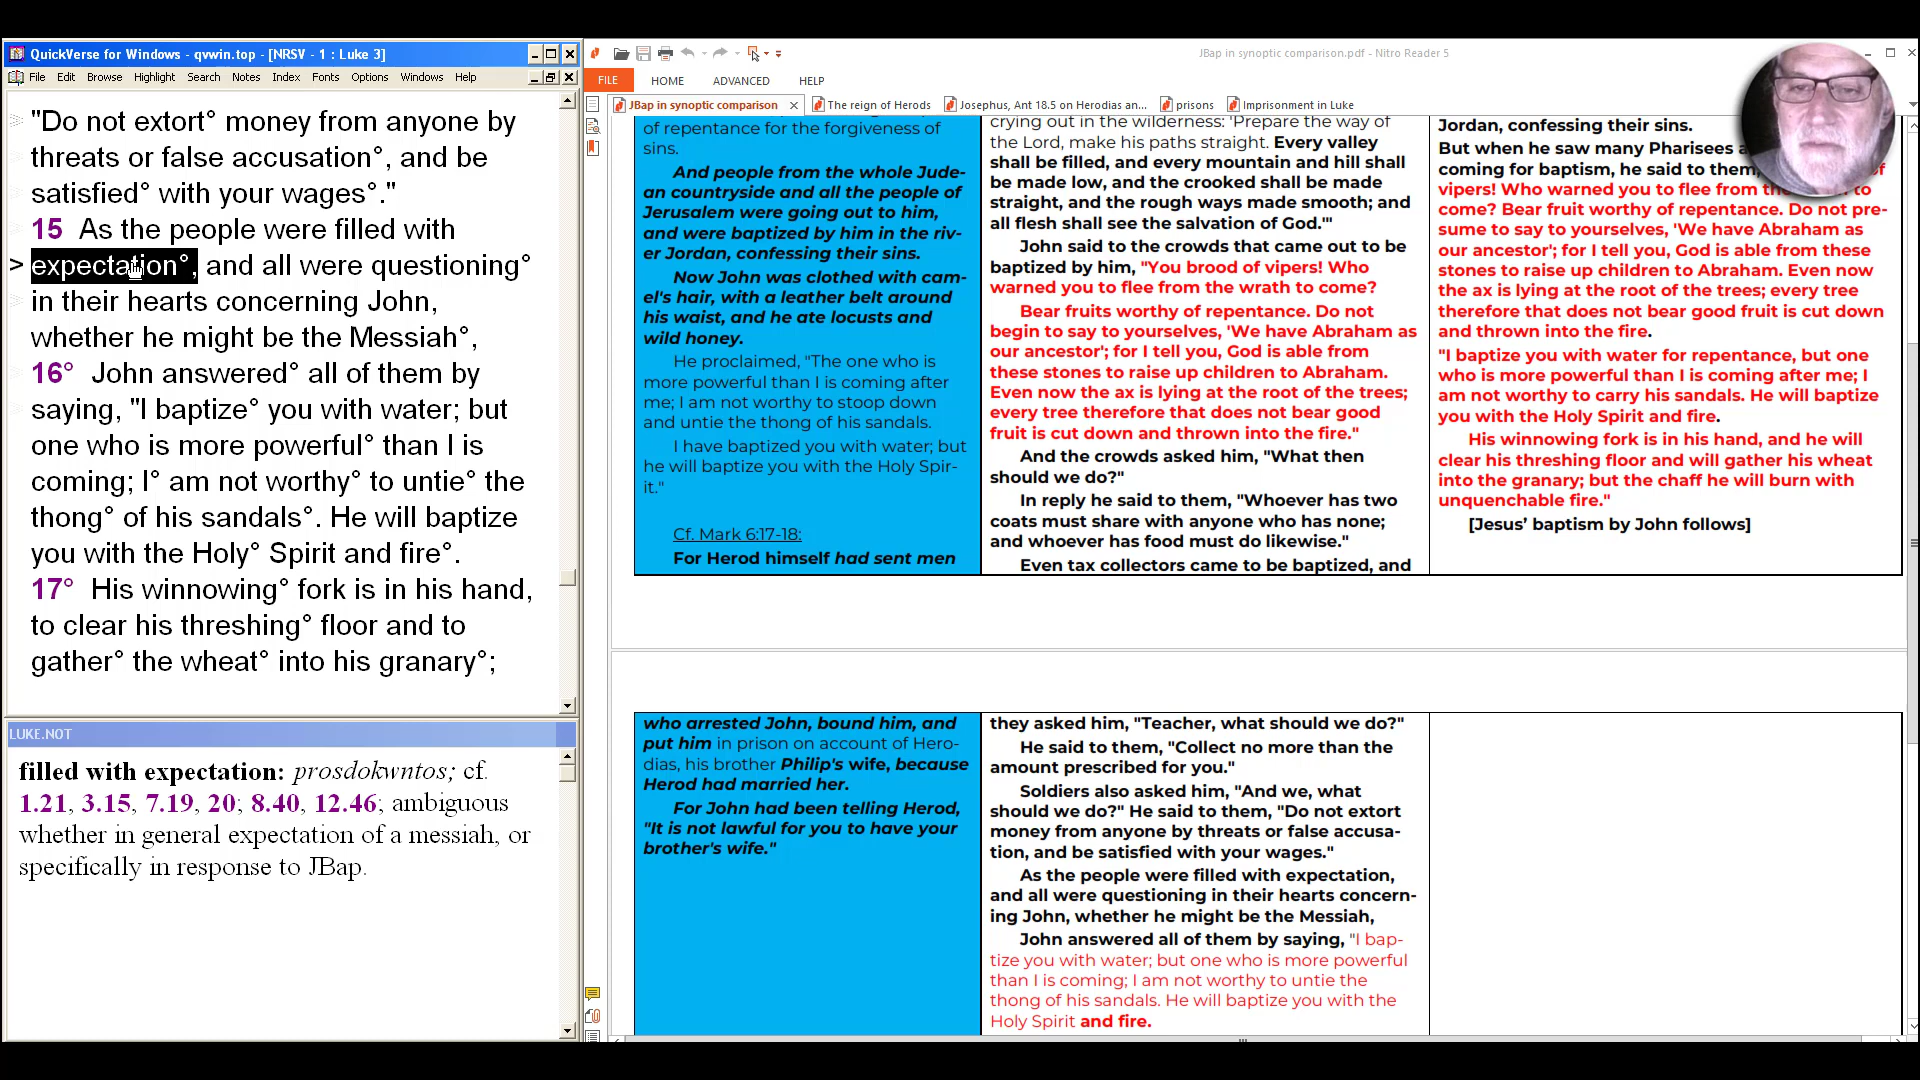 QuickVerse for Windows - qvwin.top - [NRSV - 1 : Luke 3]
File Edit Browse Highlight Search Notes Index Fonts Options Windows Help
"Do not extort° money from anyone by
threats or false accusation°, and be
satisfied° with your wages°."
15 As the people were filled with
> expectation°, and all were questioning°
in their hearts concerning John,
whether he might be the Messiah°,
16° John answered° all of them by
saying, "I baptize° you with water; but
one who is more powerful° than I is
coming; I° am not worthy° to untie° the
thong° of his sandals°. He will baptize
you with the Holy° Spirit and fire°.
17° His winnowing° fork is in his hand,
to clear his threshing° floor and to
gather° the wheat° into his granary°;
LUKE.NOT
filled with expectation: prosdokwntos; cf.
1.21, 3.15, 7.19, 20; 8.40, 12.46; ambiguous
whether in general expectation of a messiah, or
specifically in response to JBap.
JBap in synoptic comparison.pdf - Nitro Reader 5
FILE HOME ADVANCED HELP
JBap in synoptic comparison The reign of Herods Josephus, Ant 18.5 on Herodias an... prisons Imprisonment in Luke
of repentance for the forgiveness of
sins.
And people from the whole Jude-
an countryside and all the people of
Jerusalem were going out to him,
and were baptized by him in the riv-
er Jordan, confessing their sins.
Now John was clothed with cam-
el's hair, with a leather belt around
his waist, and he ate locusts and
wild honey.
He proclaimed, "The one who is
more powerful than I is coming after
me; I am not worthy to stoop down
and untie the thong of his sandals.
I have baptized you with water; but
he will baptize you with the Holy Spir-
it."
Cf. Mark 6:17-18:
For Herod himself had sent men
crying out in the wilderness: 'Prepare the way of
the Lord, make his paths straight. Every valley
shall be filled, and every mountain and hill shall
be made low, and the crooked shall be made
straight, and the rough ways made smooth; and
all flesh shall see the salvation of God.'"
John said to the crowds that came out to be
baptized by him, "You brood of vipers! Who
warned you to flee from the wrath to come?
Bear fruits worthy of repentance. Do not
begin to say to yourselves, 'We have Abraham as
our ancestor'; for I tell you, God is able from
these stones to raise up children to Abraham.
Even now the ax is lying at the root of the trees;
every tree therefore that does not bear good
fruit is cut down and thrown into the fire."
And the crowds asked him, "What then
should we do?"
In reply he said to them, "Whoever has two
coats must share with anyone who has none;
and whoever has food must do likewise."
Even tax collectors came to be baptized, and
Jordan, confessing their sins.
But when he saw many Pharisees
coming for baptism, he said to them, of
vipers! Who warned you to flee from to
come? Bear fruit worthy of repentance. Do not pre-
sume to say to yourselves, 'We have Abraham as
our ancestor'; for I tell you, God is able from these
stones to raise up children to Abraham. Even now
the ax is lying at the root of the trees; every tree
therefore that does not bear good fruit is cut down
and thrown into the fire.
"I baptize you with water for repentance, but one
who is more powerful than I is coming after me; I
am not worthy to carry his sandals. He will baptize
you with the Holy Spirit and fire.
His winnowing fork is in his hand, and he will
clear his threshing floor and will gather his wheat
into the granary; but the chaff he will burn with
unquenchable fire."
[Jesus' baptism by John follows]
who arrested John, bound him, and
put him in prison on account of Hero-
dias, his brother Philip's wife, because
Herod had married her.
For John had been telling Herod,
"It is not lawful for you to have your
brother's wife."
they asked him, "Teacher, what should we do?"
He said to them, "Collect no more than the
amount prescribed for you."
Soldiers also asked him, "And we, what
should we do?" He said to them, "Do not extort
money from anyone by threats or false accusa-
tion, and be satisfied with your wages."
As the people were filled with expectation,
and all were questioning in their hearts concern-
ing John, whether he might be the Messiah,
John answered all of them by saying, "I bap-
tize you with water; but one who is more powerful
than I is coming; I am not worthy to untie the
thong of his sandals. He will baptize you with the
Holy Spirit and fire.